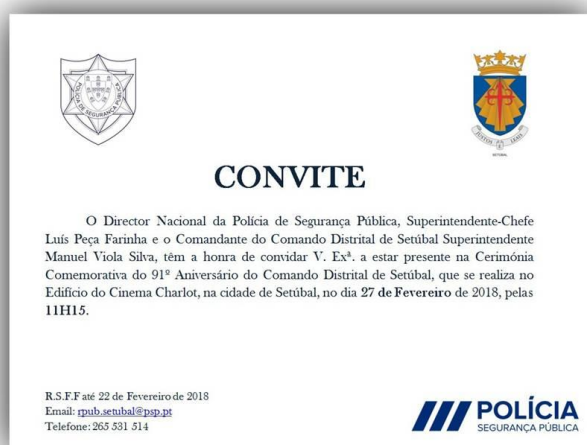 POLÍCIA DE SEGURANÇA PÚBLICA
SETUBAL
CONVITE
O Director Nacional da Polícia de Segurança Pública, Superintendente-Chefe
Luís Peça Farinha e o Comandante do Comando Distrital de Setúbal Superintendente
Manuel Viola Silva, têm a honra de convidar V. Exª. a estar presente na Cerimónia
Comemorativa do 91º Aniversário do Comando Distrital de Setúbal, que se realiza no
Edifício do Cinema Charlot, na cidade de Setúbal, no dia 27 de Fevereiro de 2018, pelas
11H15.
R.S.F.F até 22 de Fevereiro de 2018
Email: rpub.setubal@psp.pt
Telefone: 265 531 514
POLÍCIA
SEGURANÇA PÚBLICA